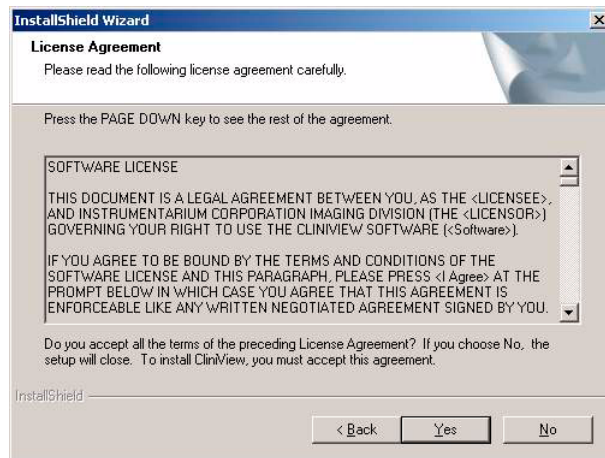 InstallShield Wizard
License Agreement
Please read the following license agreement carefully.
Press the PAGE DOWN key to see the rest of the agreement.
SOFTWARE LICENSE
THIS DOCUMENT IS A LEGAL AGREEMENT BETWEEN YOU, AS THE <LICENSEE>,
AND INSTRUMENTARIUM CORPORATION IMAGING DIVISION (THE <LICENSOR>)
GOVERNING YOUR RIGHT TO USE THE CLINIVIEW SOFTWARE (<Software>).
IF YOU AGREE TO BE BOUND BY THE TERMS AND CONDITIONS OF THE
SOFTWARE LICENSE AND THIS PARAGRAPH, PLEASE PRESS <I Agree> AT THE
PROMPT BELOW IN WHICH CASE YOU AGREE THAT THIS AGREEMENT IS
ENFORCEABLE LIKE ANY WRITTEN NEGOTIATED AGREEMENT SIGNED BY YOU.
Do you accept all the terms of the preceding License Agreement? If you choose No, the
setup will close. To install CliniView, you must accept this agreement.
InstallShield
< Back Yes No